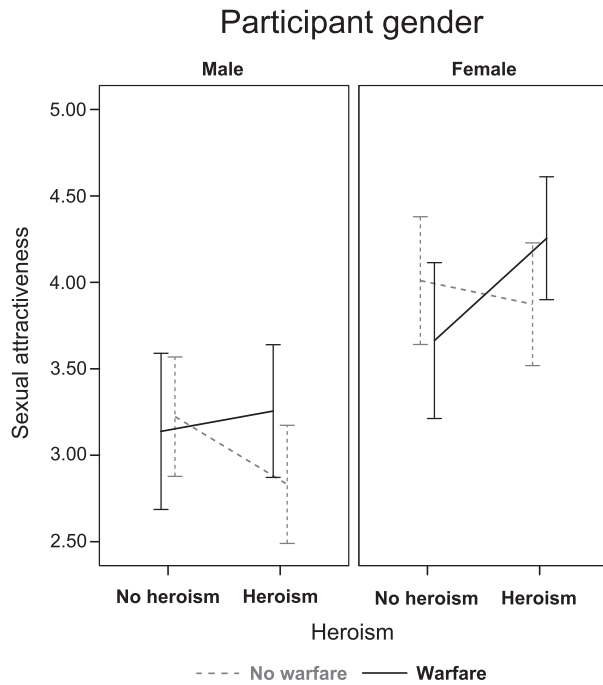 Participant gender
Male Female
Sexual attractiveness
5.00
4.50
4.00
3.50
3.00
2.50
No heroism Heroism No heroism Heroism
Heroism
No warfare Warfare